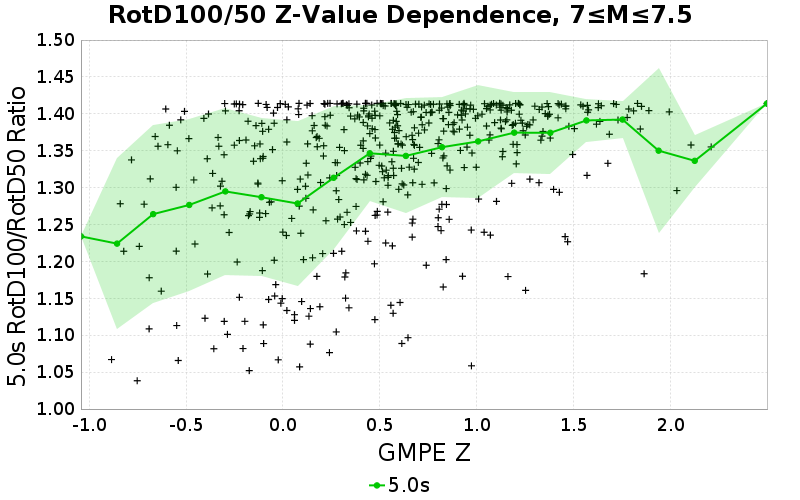 RotD100/50 Z-Value Dependence, 7≤M≤7.5
1.50
1.45
1.40
1.35
1.30
1.25
1.20
1.15
1.10
1.05
1.00
5.0s RotD100/RotD50 Ratio
-1.0 -0.5 0.0 0.5 1.0 1.5 2.0
GMPE Z
5.0s